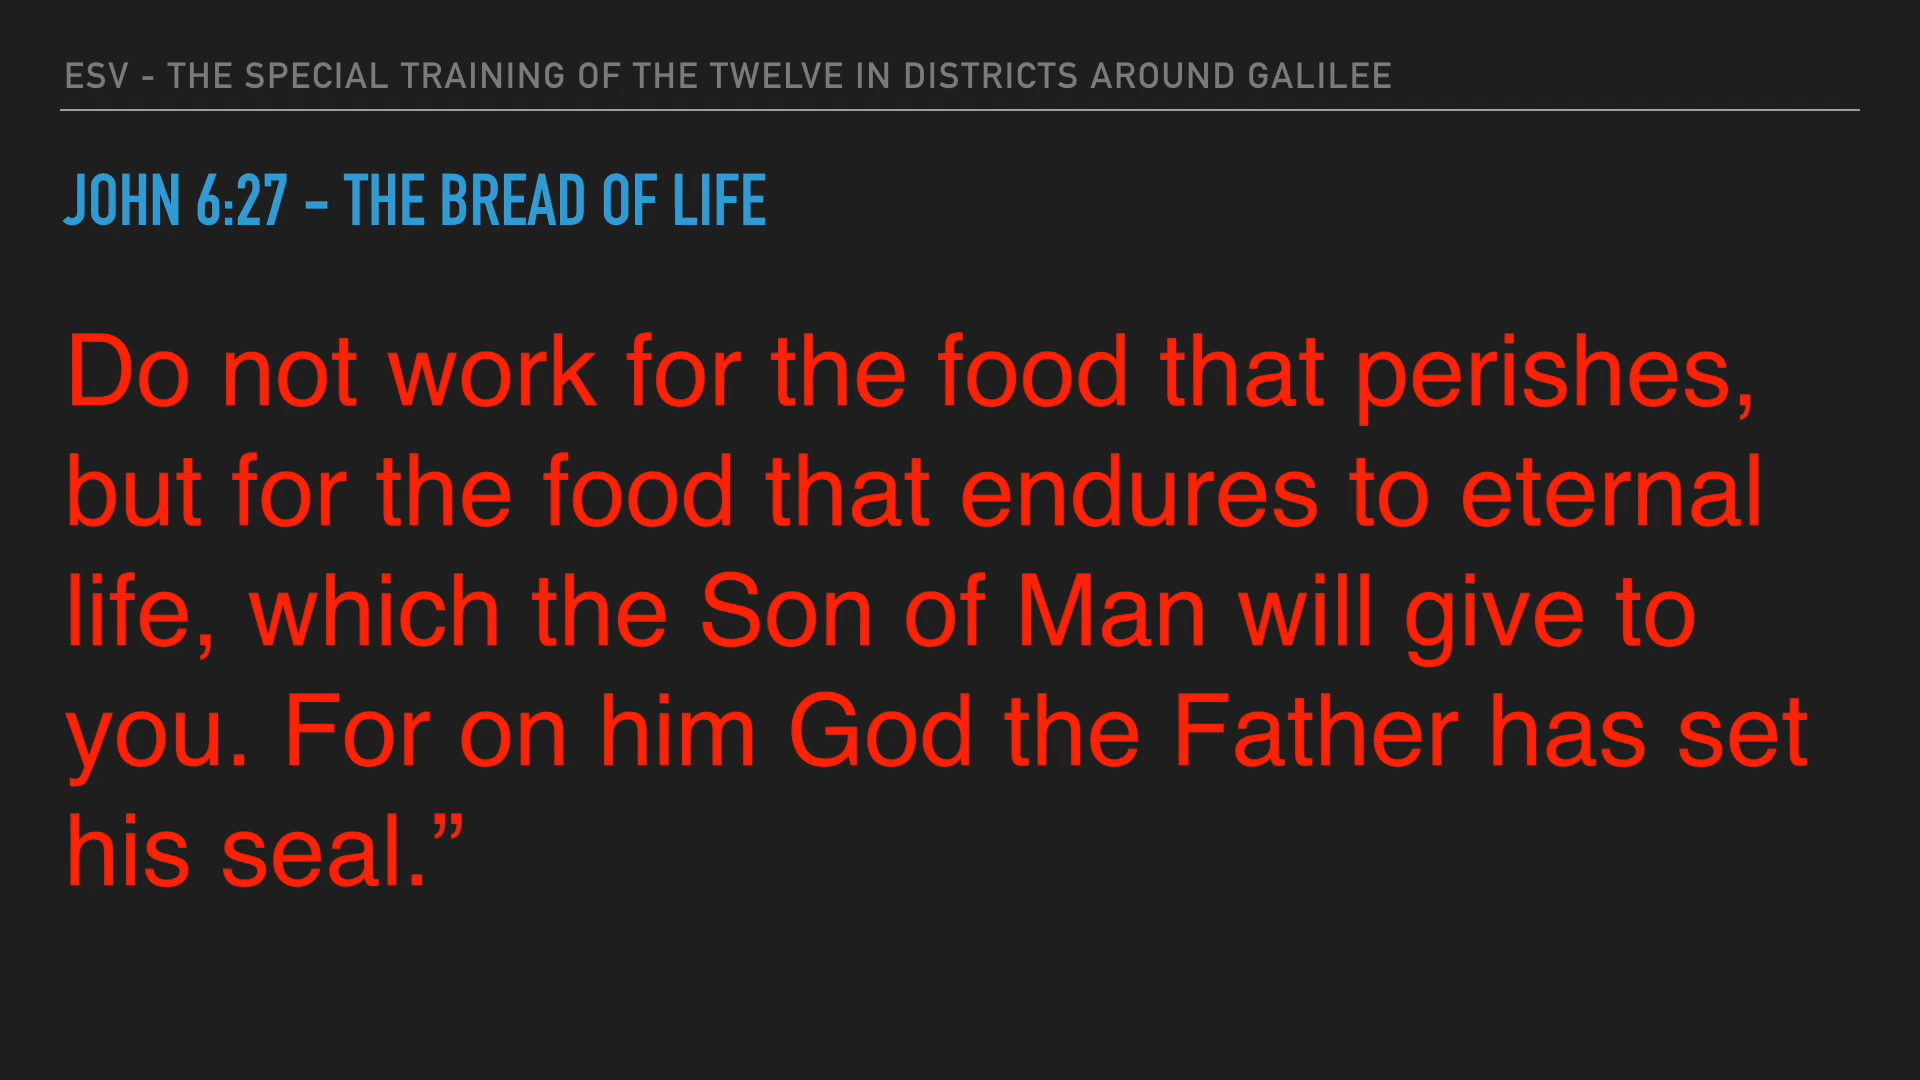 ESV - THE SPECIAL TRAINING OF THE TWELVE IN DISTRICTS AROUND GALILEE
JOHN 6:27 – THE BREAD OF LIFE
Do not work for the food that perishes,
but for the food that endures to eternal
life, which the Son of Man will give to
you. For on him God the Father has set
his seal.”